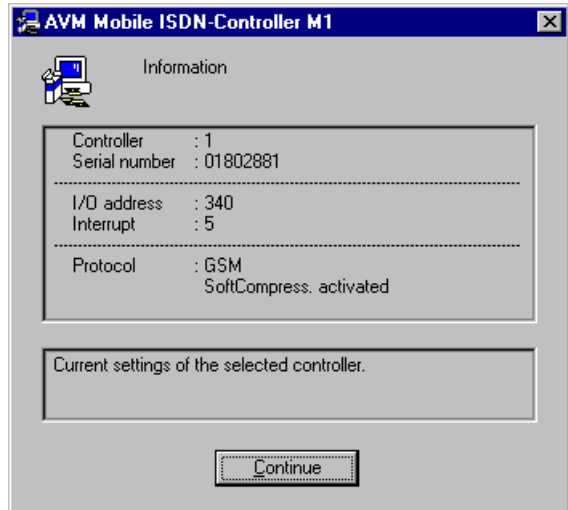 AVM Mobile ISDN-Controller M1
Information
Controller : 1
Serial number : 01802881
I/O address : 340
Interrupt : 5
Protocol : GSM
SoftCompress. activated
Current settings of the selected controller.
Continue